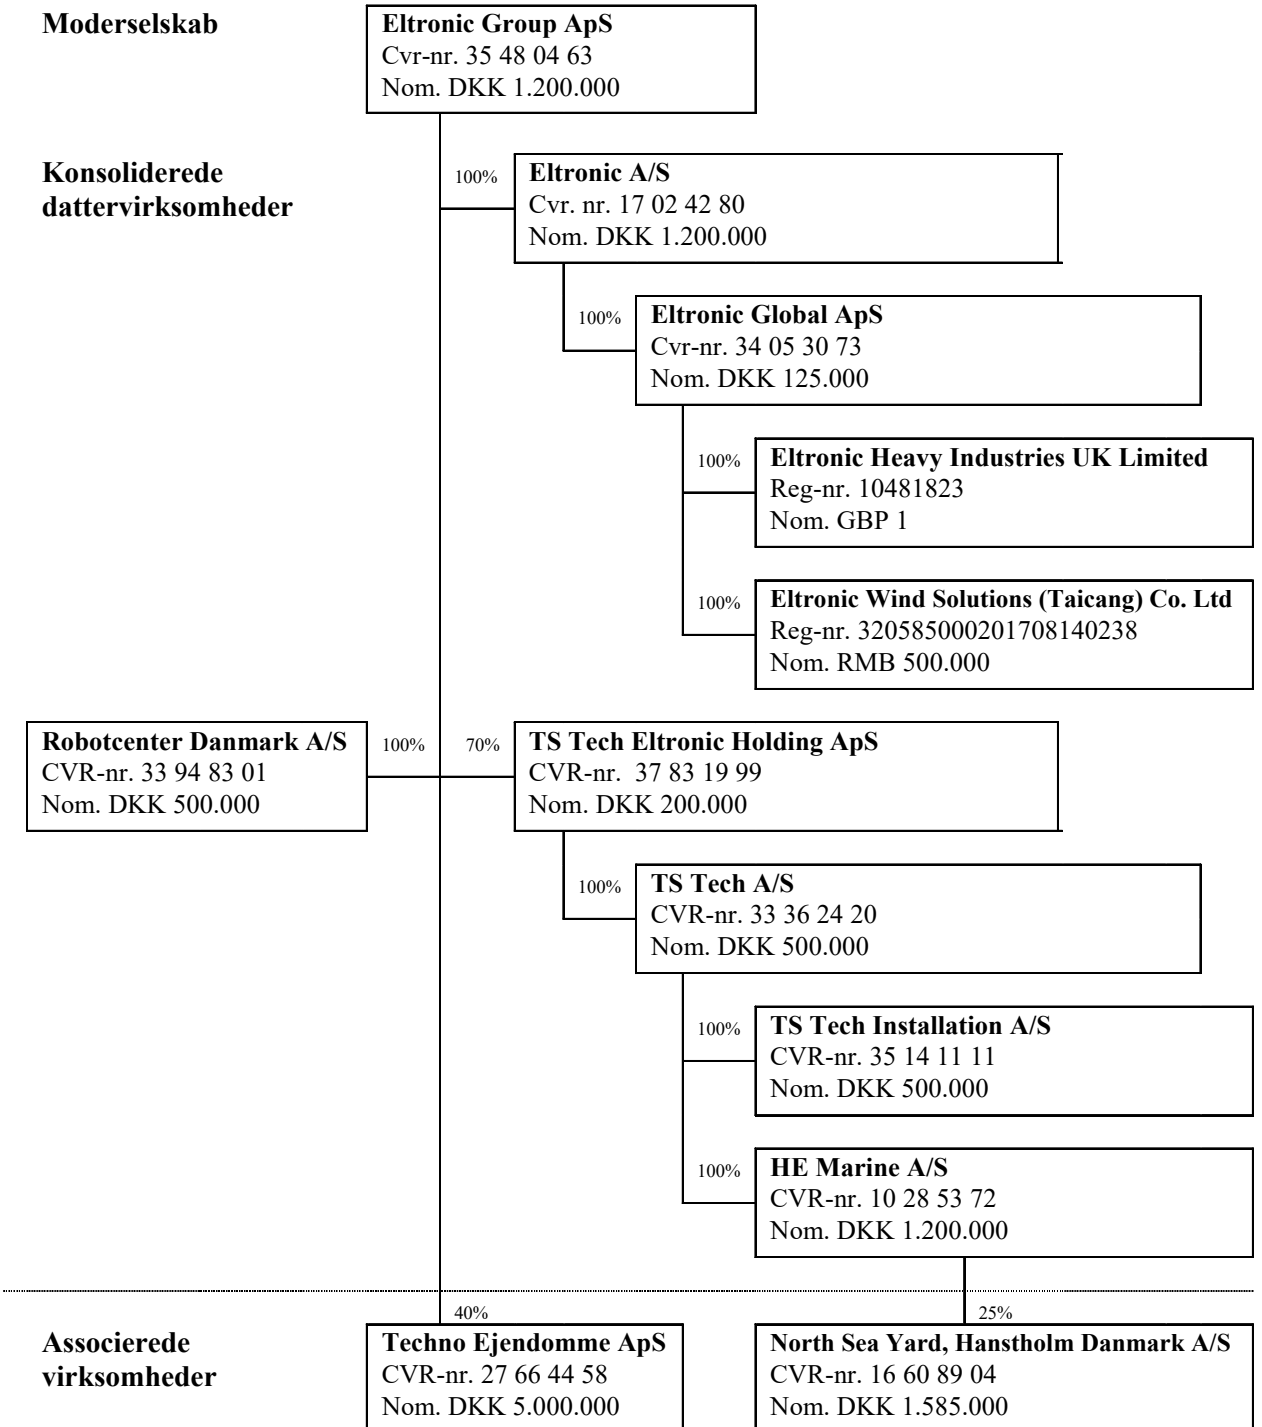 Moderselskab
Eltronic Group ApS
Cvr-nr. 35 48 04 63
Nom. DKK 1.200.000
Konsoliderede
dattervirksomheder
100%
Eltronic A/S
Cvr. nr. 17 02 42 80
Nom. DKK 1.200.000
100%
Eltronic Global ApS
Cvr-nr. 34 05 30 73
Nom. DKK 125.000
100%
Eltronic Heavy Industries UK Limited
Reg-nr. 10481823
Nom. GBP 1
100%
Eltronic Wind Solutions (Taicang) Co. Ltd
Reg-nr. 320585000201708140238
Nom. RMB 500.000
Robotcenter Danmark A/S
CVR-nr. 33 94 83 01
Nom. DKK 500.000
100%
70%
TS Tech Eltronic Holding ApS
CVR-nr. 37 83 19 99
Nom. DKK 200.000
100%
TS Tech A/S
CVR-nr. 33 36 24 20
Nom. DKK 500.000
100%
TS Tech Installation A/S
CVR-nr. 35 14 11 11
Nom. DKK 500.000
100%
HE Marine A/S
CVR-nr. 10 28 53 72
Nom. DKK 1.200.000
Associerede
virksomheder
40%
Techno Ejendomme ApS
CVR-nr. 27 66 44 58
Nom. DKK 5.000.000
25%
North Sea Yard, Hanstholm Danmark A/S
CVR-nr. 16 60 89 04
Nom. DKK 1.585.000